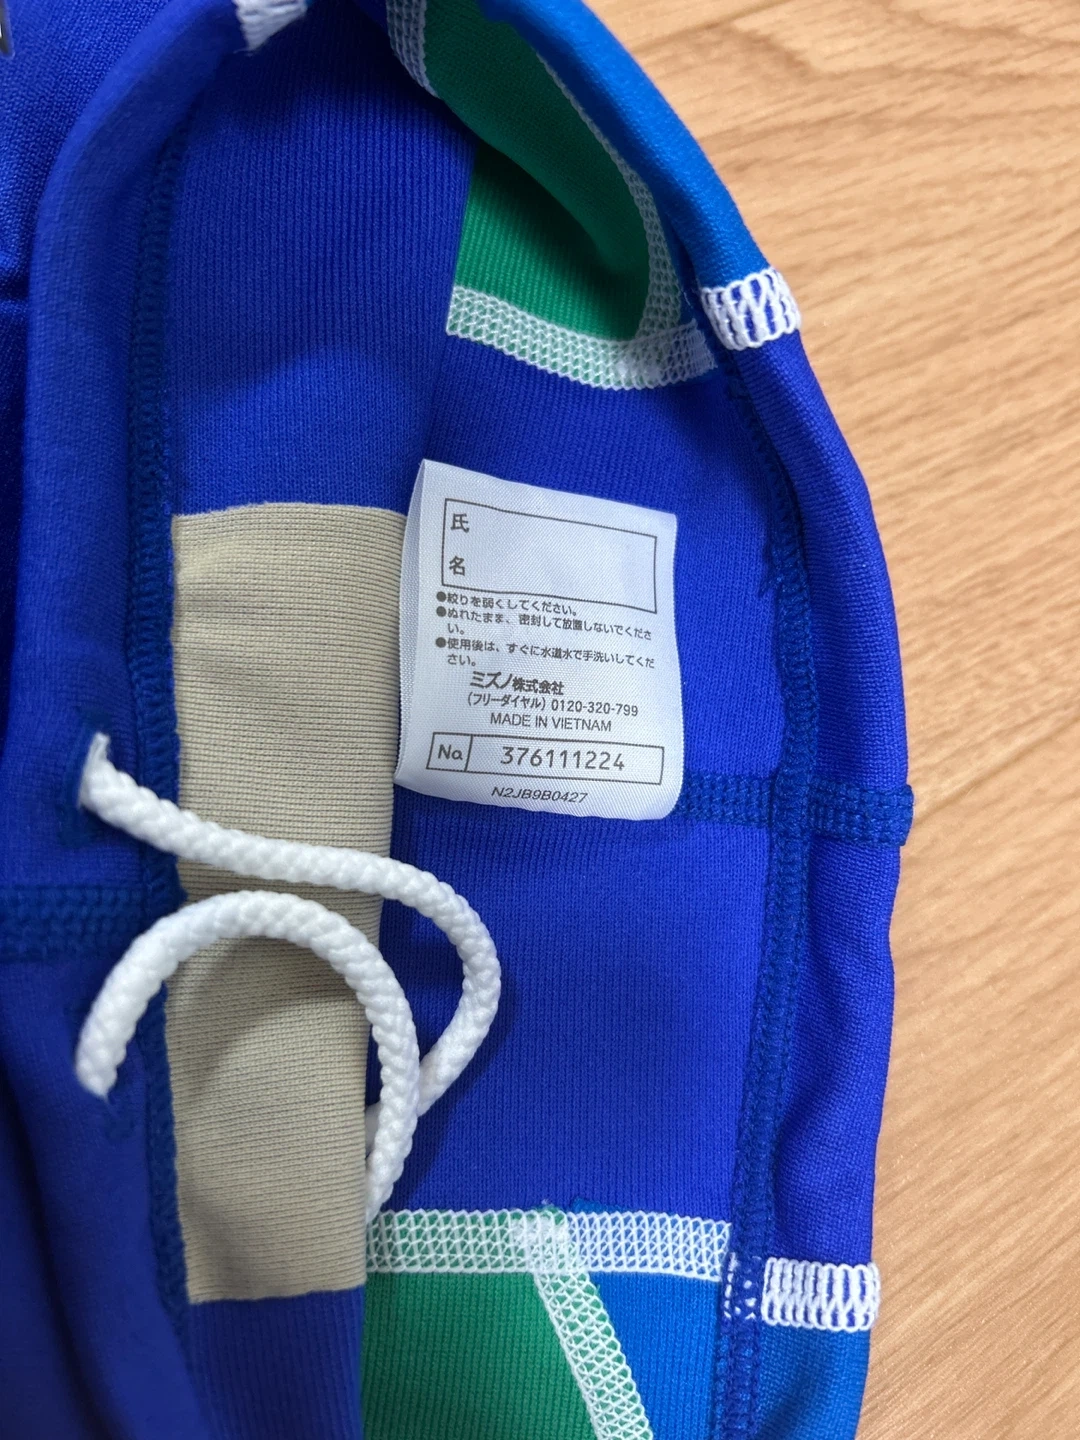 氏
名
●絞りを弱くしてください。
●ぬれたまま、密封して放置しないでくださ
い。
●使用後は、すぐに水道水で手洗いしてくだ
さい。
ミズノ株式会社
(フリーダイヤル) 0120-320-799
MADE IN VIETNAM
No. 376111224
N2JB9B0427